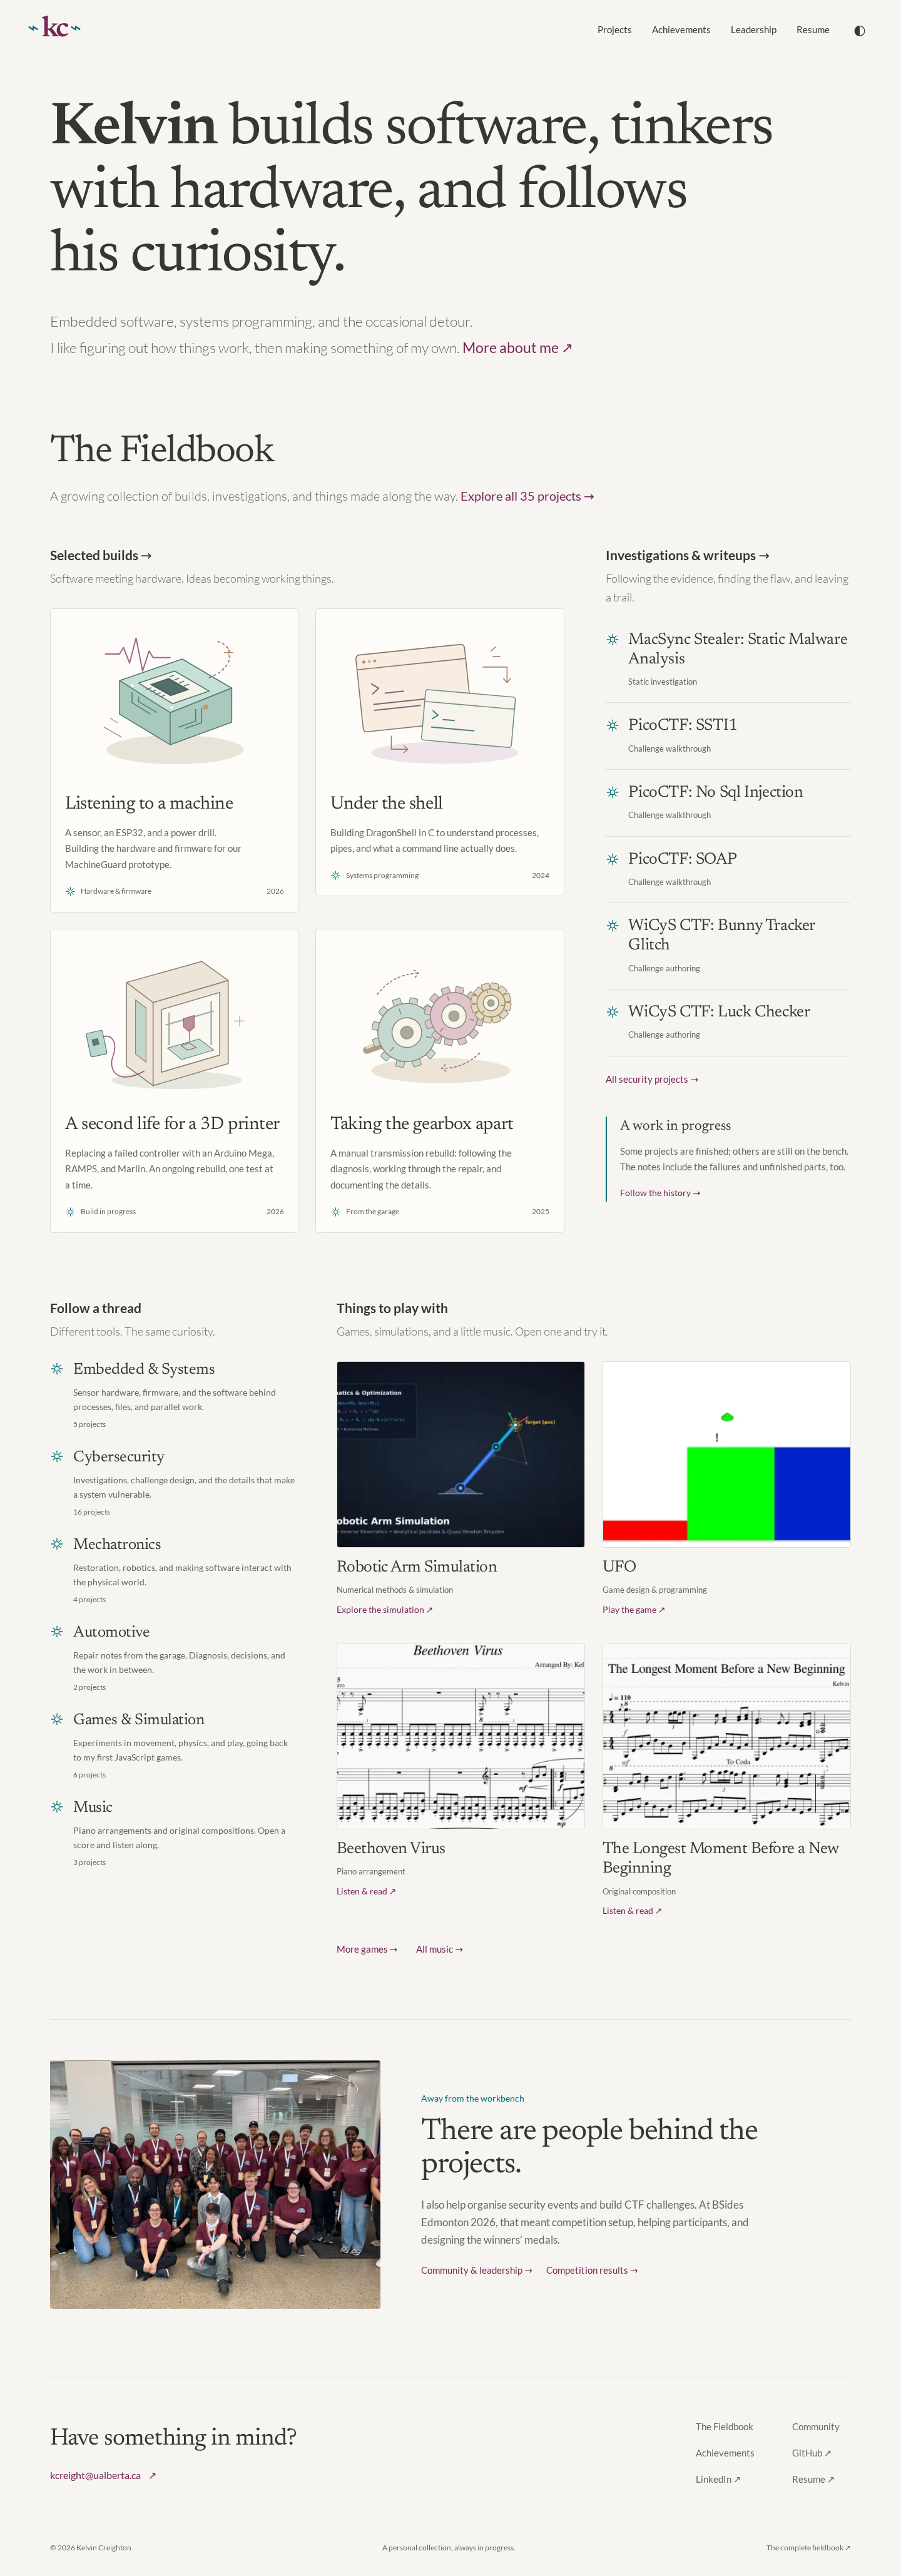 kc
Projects
Achievements
Leadership
Resume
Kelvin builds software, tinkers
with hardware, and follows
his curiosity.
Embedded software, systems programming, and the occasional detour.
I like figuring out how things work, then making something of my own. More about me ↗
The Fieldbook
A growing collection of builds, investigations, and things made along the way. Explore all 35 projects →
Selected builds →
Software meeting hardware. Ideas becoming working things.
Listening to a machine
A sensor, an ESP32, and a power drill.
Building the hardware and firmware for our
MachineGuard prototype.
Hardware & firmware
2026
Under the shell
Building DragonShell in C to understand processes,
pipes, and what a command line actually does.
Systems programming
2024
A second life for a 3D printer
Replacing a failed controller with an Arduino Mega,
RAMPS, and Marlin. An ongoing rebuild, one test at
a time.
Build in progress
2026
Taking the gearbox apart
A manual transmission rebuild: following the
diagnosis, working through the repair, and
documenting the details.
From the garage
2025
Investigations & writeups →
Following the evidence, finding the flaw, and leaving
a trail.
MacSync Stealer: Static Malware
Analysis
Static investigation
PicoCTF: SSTI1
Challenge walkthrough
PicoCTF: No Sql Injection
Challenge walkthrough
PicoCTF: SOAP
Challenge walkthrough
WiCyS CTF: Bunny Tracker
Glitch
Challenge authoring
WiCyS CTF: Luck Checker
Challenge authoring
All security projects →
A work in progress
Some projects are finished; others are still on the bench.
The notes include the failures and unfinished parts, too.
Follow the history →
Follow a thread
Different tools. The same curiosity.
Embedded & Systems
Sensor hardware, firmware, and the software behind
processes, files, and parallel work.
5 projects
Cybersecurity
Investigations, challenge design, and the details that make
a system vulnerable.
16 projects
Mechatronics
Restoration, robotics, and making software interact with
the physical world.
4 projects
Automotive
Repair notes from the garage. Diagnosis, decisions, and
the work in between.
2 projects
Games & Simulation
Experiments in movement, physics, and play, going back
to my first JavaScript games.
6 projects
Music
Piano arrangements and original compositions. Open a
score and listen along.
3 projects
Things to play with
Games, simulations, and a little music. Open one and try it.
matics & Optimization
Target (pos)
obotic Arm Simulation
Inverse Kinematics • Analytical Jacobian & Quasi Newton Broyden
Robotic Arm Simulation
Numerical methods & simulation
Explore the simulation ↗
!
UFO
Game design & programming
Play the game ↗
Beethoven Virus
Arranged By: Kel
Beethoven Virus
Piano arrangement
Listen & read ↗
The Longest Moment Before a New Beginning
Kelvin
= 110
To Coda
The Longest Moment Before a New
Beginning
Original composition
Listen & read ↗
More games →
All music →
Away from the workbench
There are people behind the
projects.
I also help organise security events and build CTF challenges. At BSides
Edmonton 2026, that meant competition setup, helping participants, and
designing the winners’ medals.
Community & leadership →
Competition results →
Have something in mind?
kcreight@ualberta.ca ↗
The Fieldbook
Community
Achievements
GitHub ↗
LinkedIn ↗
Resume ↗
© 2026 Kelvin Creighton
A personal collection, always in progress.
The complete fieldbook ↗